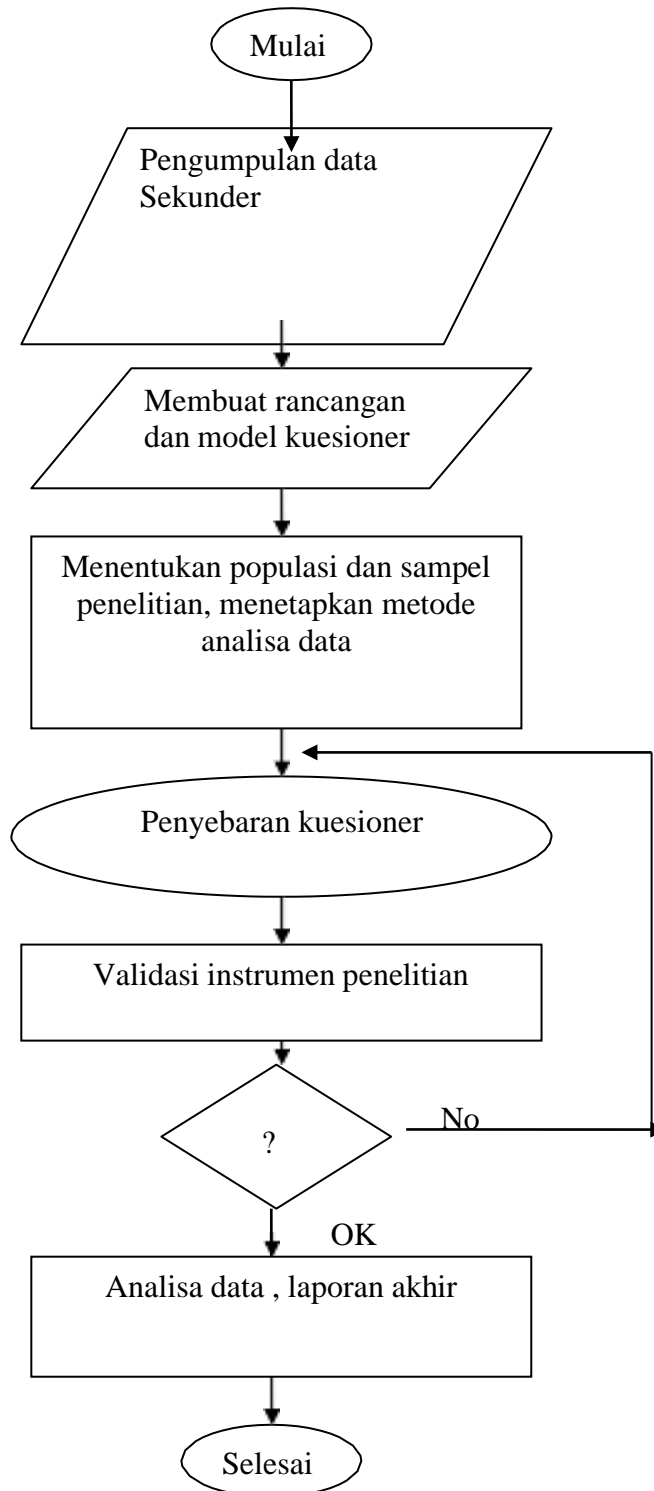 Mulai
Pengumpulan data
Sekunder
Membuat rancangan
dan model kuesioner
Menentukan populasi dan sampel
penelitian, menetapkan metode
analisa data
Penyebaran kuesioner
Validasi instrumen penelitian
?
No
OK
Analisa data , laporan akhir
Selesai